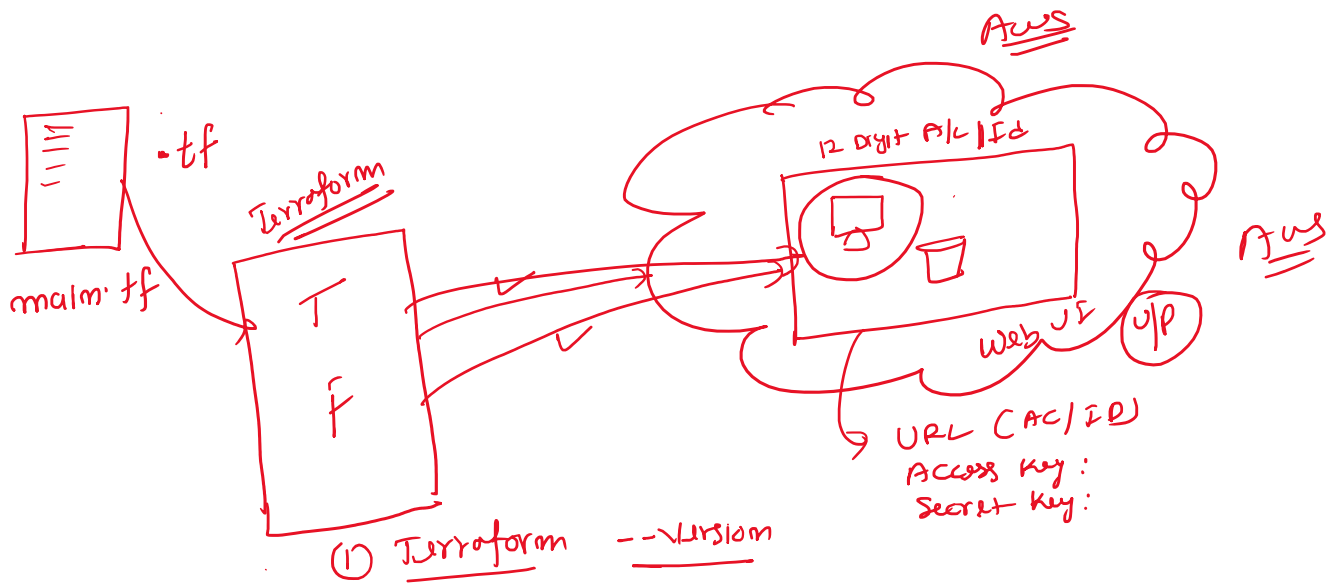 Aws
12 Digit A/c/Id
.tf
Terraform
main.tf
T
F
Aws
Web UI
U/P
URL (AC/ID)
Access Key:
Secret Key:
① Terraform --version